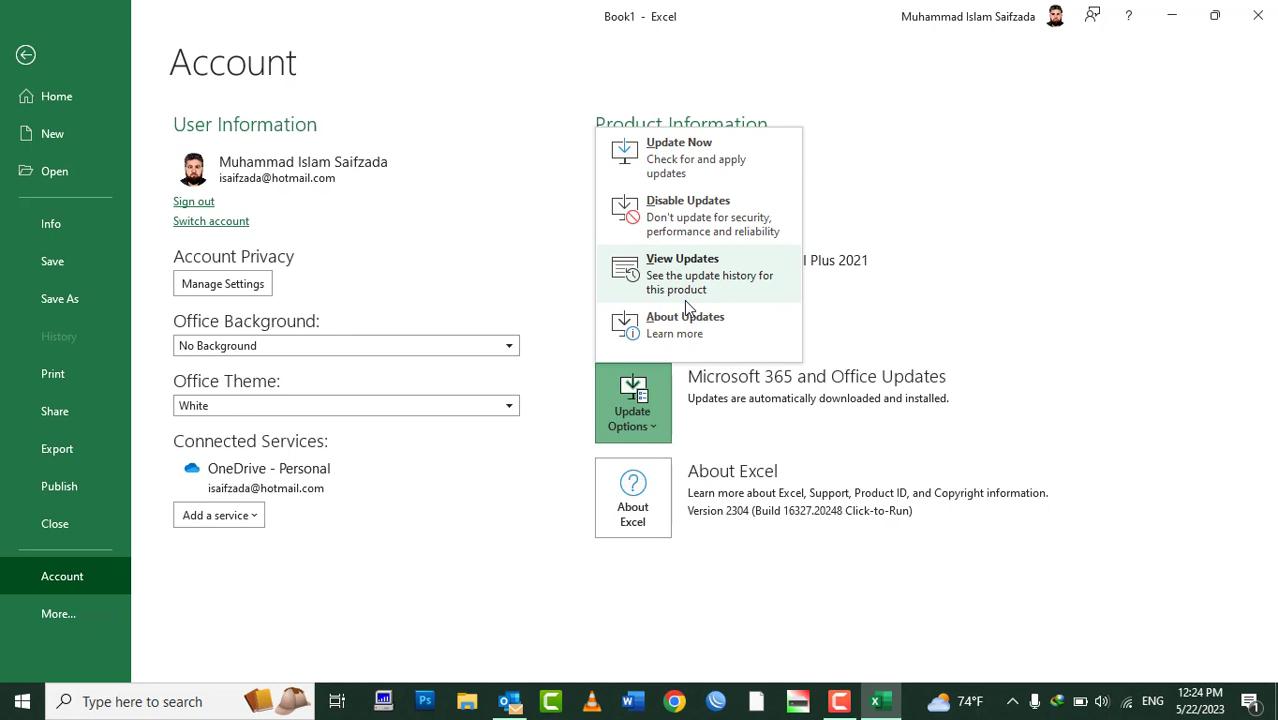 Book1 - Excel
Muhammad Islam Saifzada
?
Account
Home
New
Open
Info
Save
Save As
History
Print
Share
Export
Publish
Close
Account
More...
User Information
Muhammad Islam Saifzada
isaifzada@hotmail.com
Sign out
Switch account
Account Privacy
Manage Settings
Office Background:
No Background
Office Theme:
White
Connected Services:
OneDrive - Personal
isaifzada@hotmail.com
Add a service
Product Information
Update Now
Check for and apply
updates
Disable Updates
Don't update for security,
performance and reliability
View Updates
See the update history for
this product
About Updates
Learn more
l Plus 2021
Update
Options
Microsoft 365 and Office Updates
Updates are automatically downloaded and installed.
About
Excel
About Excel
Learn more about Excel, Support, Product ID, and Copyright information.
Version 2304 (Build 16327.20248 Click-to-Run)
Type here to search
74°F
ENG
12:24 PM
5/22/2023